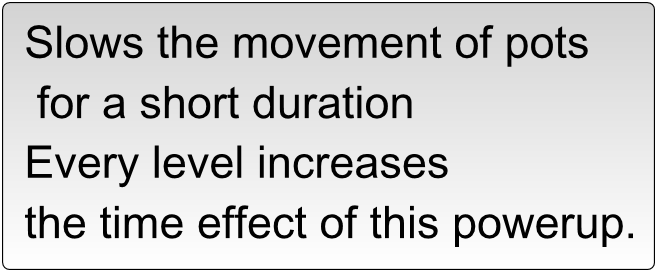 Slows the movement of pots
for a short duration
Every level increases
the time effect of this powerup.